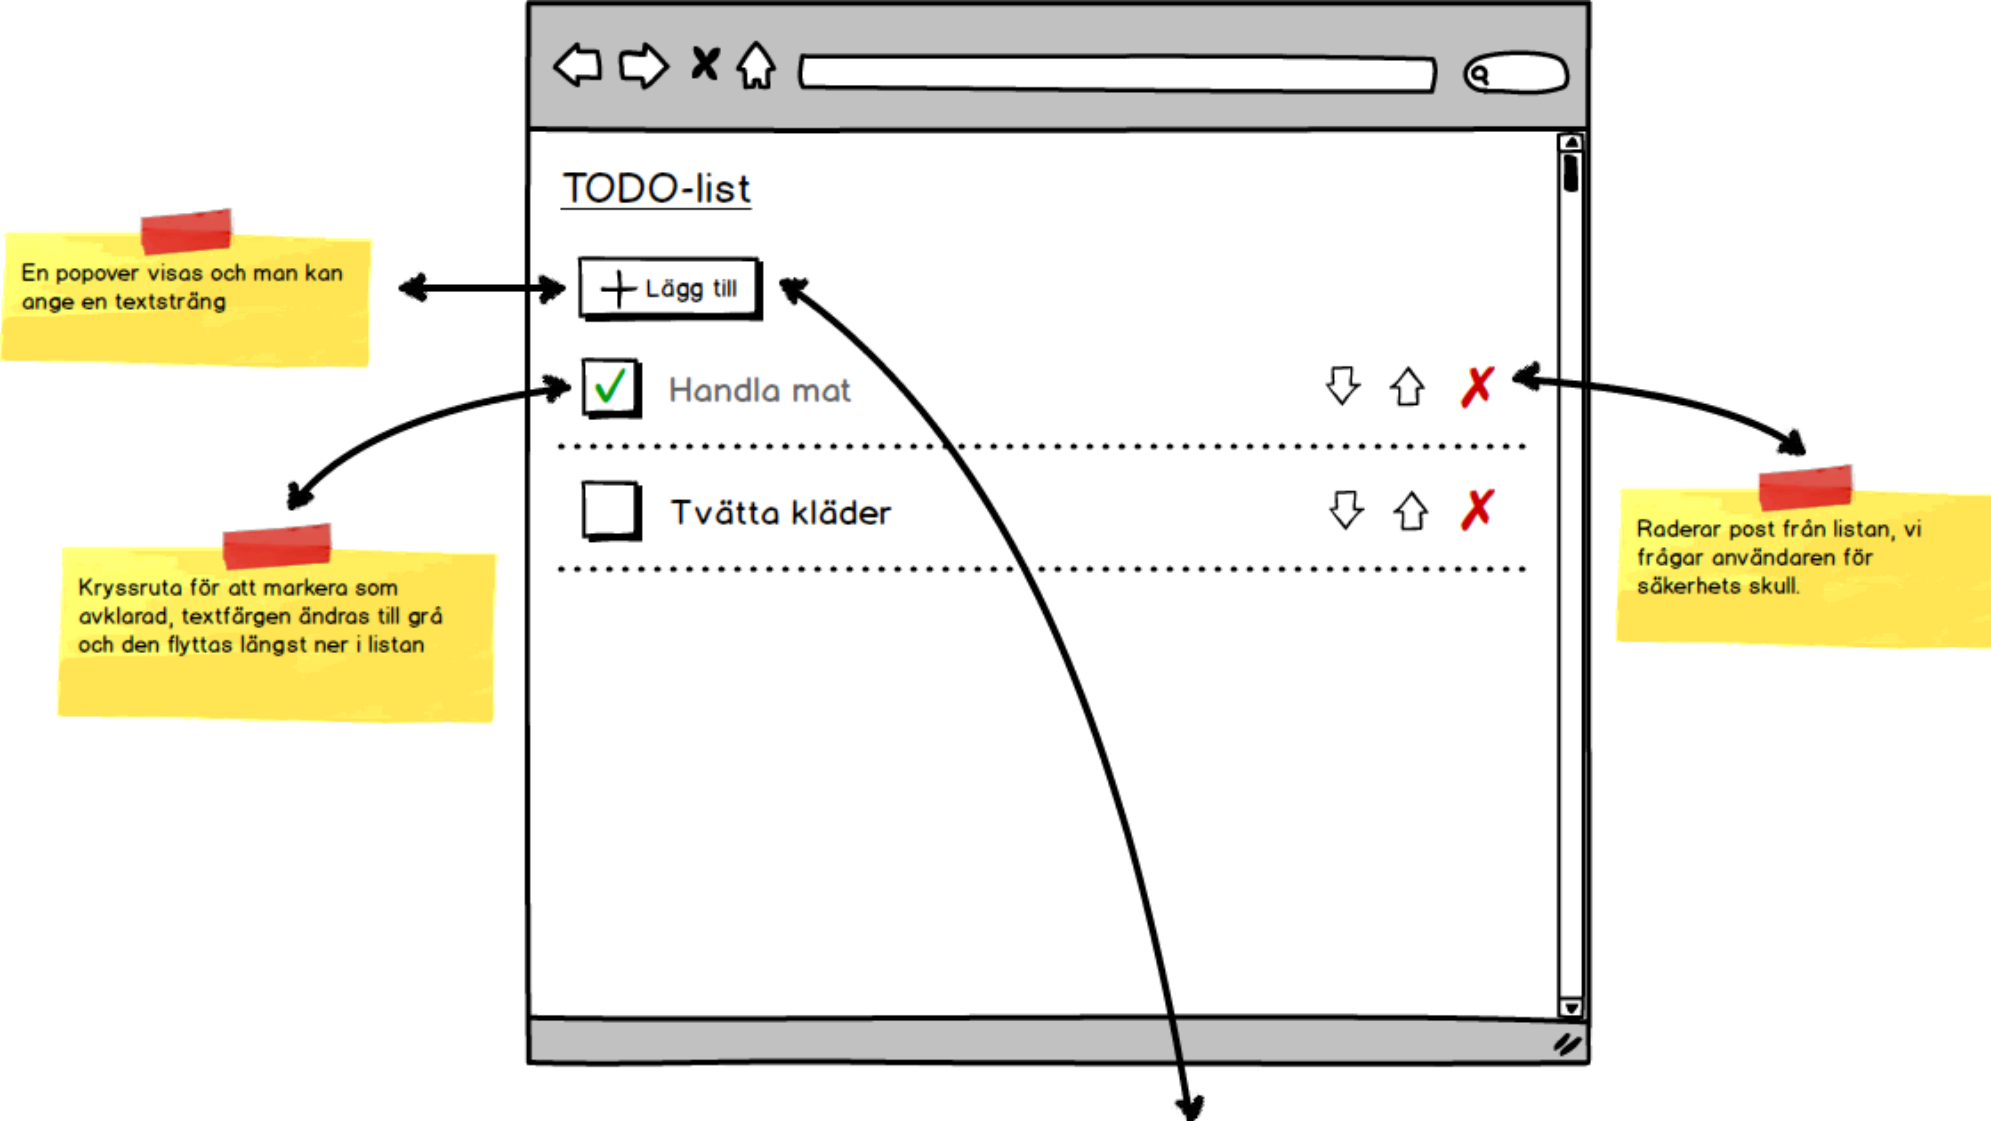 TODO-list
En popover visas och man kan
ange en textsträng
Lägg till
Handla mat
Tvätta kläder
Kryssruta för att markera som
avklarad, textfärgen ändras till grå
och den flyttas längst ner i listan
Raderar post från listan, vi
frågar användaren för
säkerhets skull.